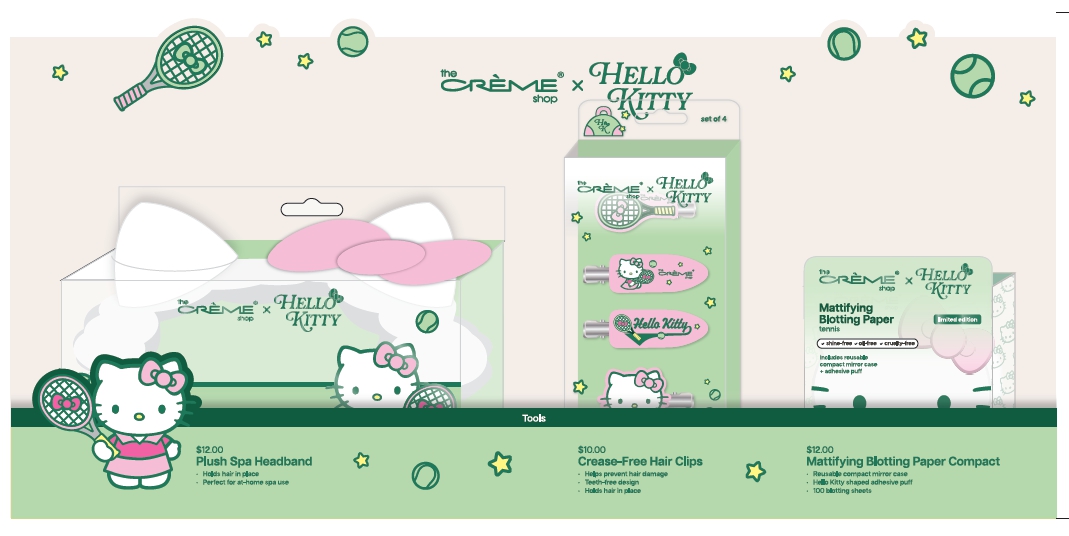 the
CRÈME®
shop
×
HELLO
KITTY
set of 4
the
CRÈME®
shop
×
HELLO
KITTY
CRÈME
Hello Kitty
the
CRÈME®
shop
×
HELLO
KITTY
the
CRÈME®
shop
×
HELLO
KITTY
Mattifying
Blotting Paper
tennis
limited edition
✓ shine-free ✓ oil-free ✓ cruelty-free
Includes reusable
compact mirror case
+ adhesive puff
Tools
$12.00
Plush Spa Headband
- Holds hair in place
- Perfect for at-home spa use
$10.00
Crease-Free Hair Clips
- Helps prevent hair damage
- Teeth-free design
- Holds hair in place
$12.00
Mattifying Blotting Paper Compact
- Reusable compact mirror case
- Hello Kitty shaped adhesive puff
- 100 blotting sheets